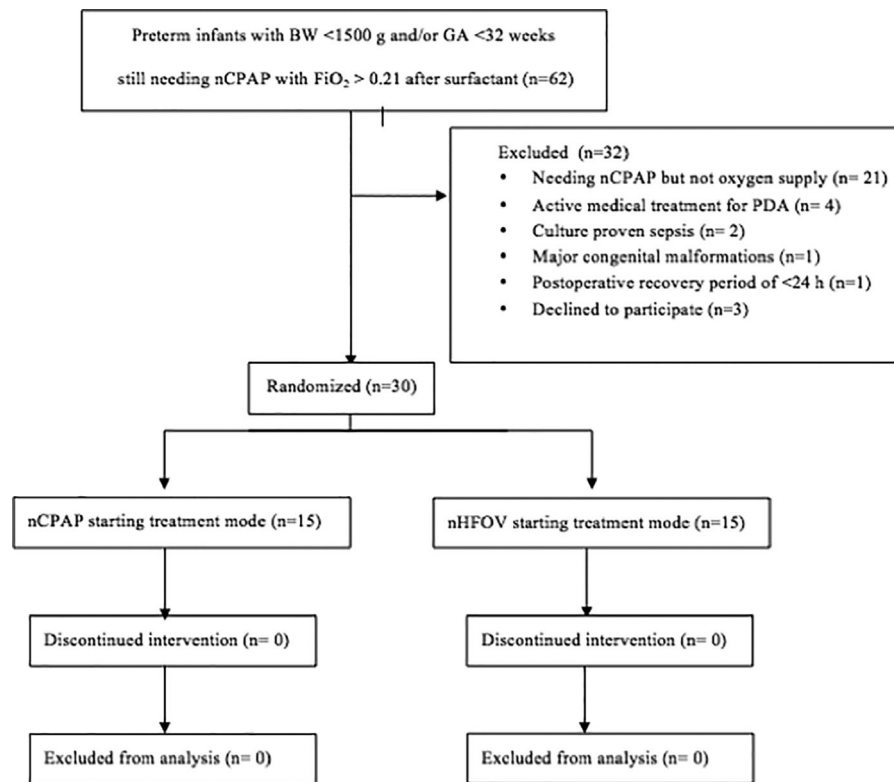 Preterm infants with BW <1500 g and/or GA <32 weeks
still needing nCPAP with FiO₂ > 0.21 after surfactant (n=62)
Excluded (n=32)
• Needing nCPAP but not oxygen supply (n= 21)
• Active medical treatment for PDA (n= 4)
• Culture proven sepsis (n= 2)
• Major congenital malformations (n=1)
• Postoperative recovery period of <24 h (n=1)
• Declined to participate (n=3)
Randomized (n=30)
nCPAP starting treatment mode (n=15)
nHFOV starting treatment mode (n=15)
Discontinued intervention (n= 0)
Discontinued intervention (n= 0)
Excluded from analysis (n= 0)
Excluded from analysis (n= 0)